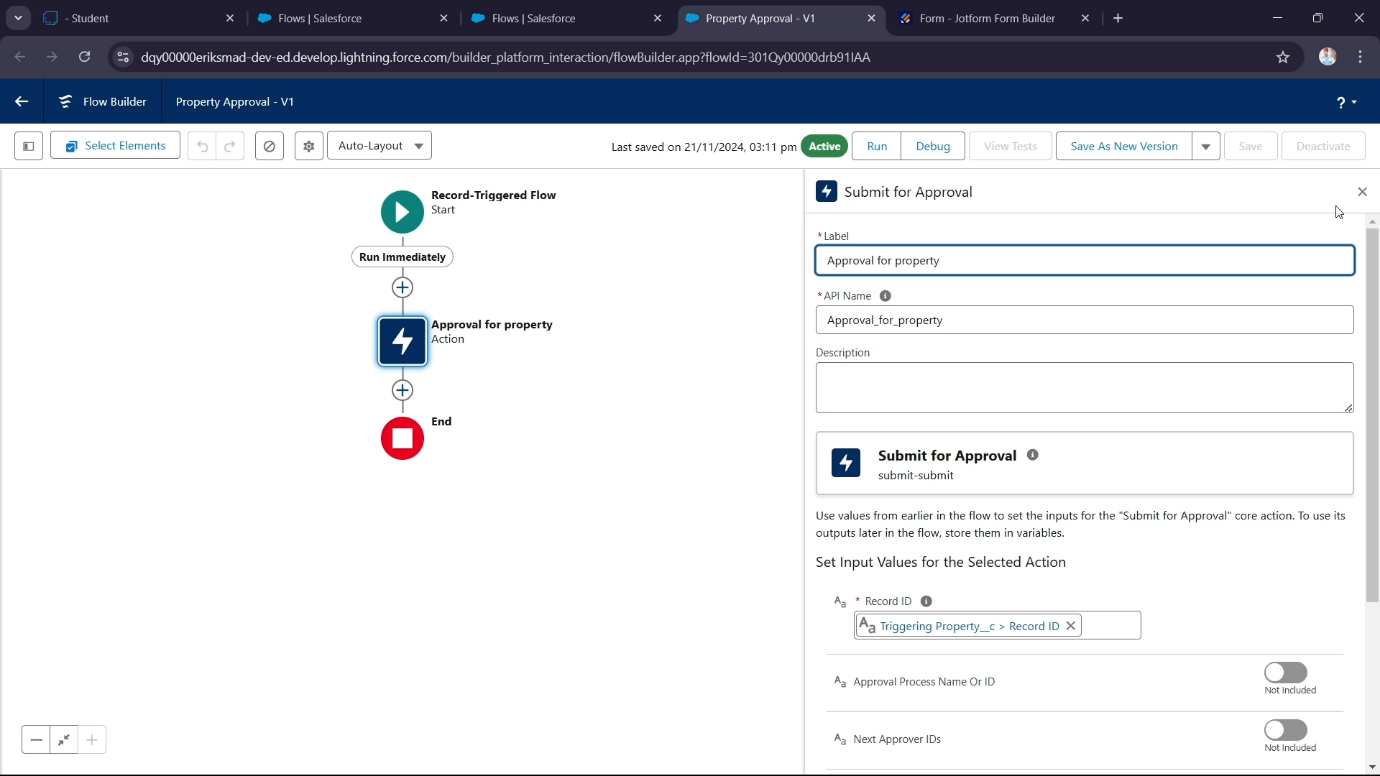 - Student
Flows | Salesforce
Flows | Salesforce
Property Approval - V1
Form - Jotform Form Builder
dqy00000eriksmad-dev-ed.develop.lightning.force.com/builder_platform_interaction/flowBuilder.app?flowId=301Qy00000drb91IAA
Flow Builder
Property Approval - V1
?
Select Elements
Auto-Layout
Last saved on 21/11/2024, 03:11 pm
Active
Run
Debug
View Tests
Save As New Version
Save
Deactivate
Record-Triggered Flow
Start
Run Immediately
Approval for property
Action
End
Submit for Approval
* Label
Approval for property
* API Name
Approval_for_property
Description
Submit for Approval
submit-submit
Use values from earlier in the flow to set the inputs for the "Submit for Approval" core action. To use its
outputs later in the flow, store them in variables.
Set Input Values for the Selected Action
Aa * Record ID
Aa Triggering Property__c > Record ID
Aa Approval Process Name Or ID
Not Included
Aa Next Approver IDs
Not Included